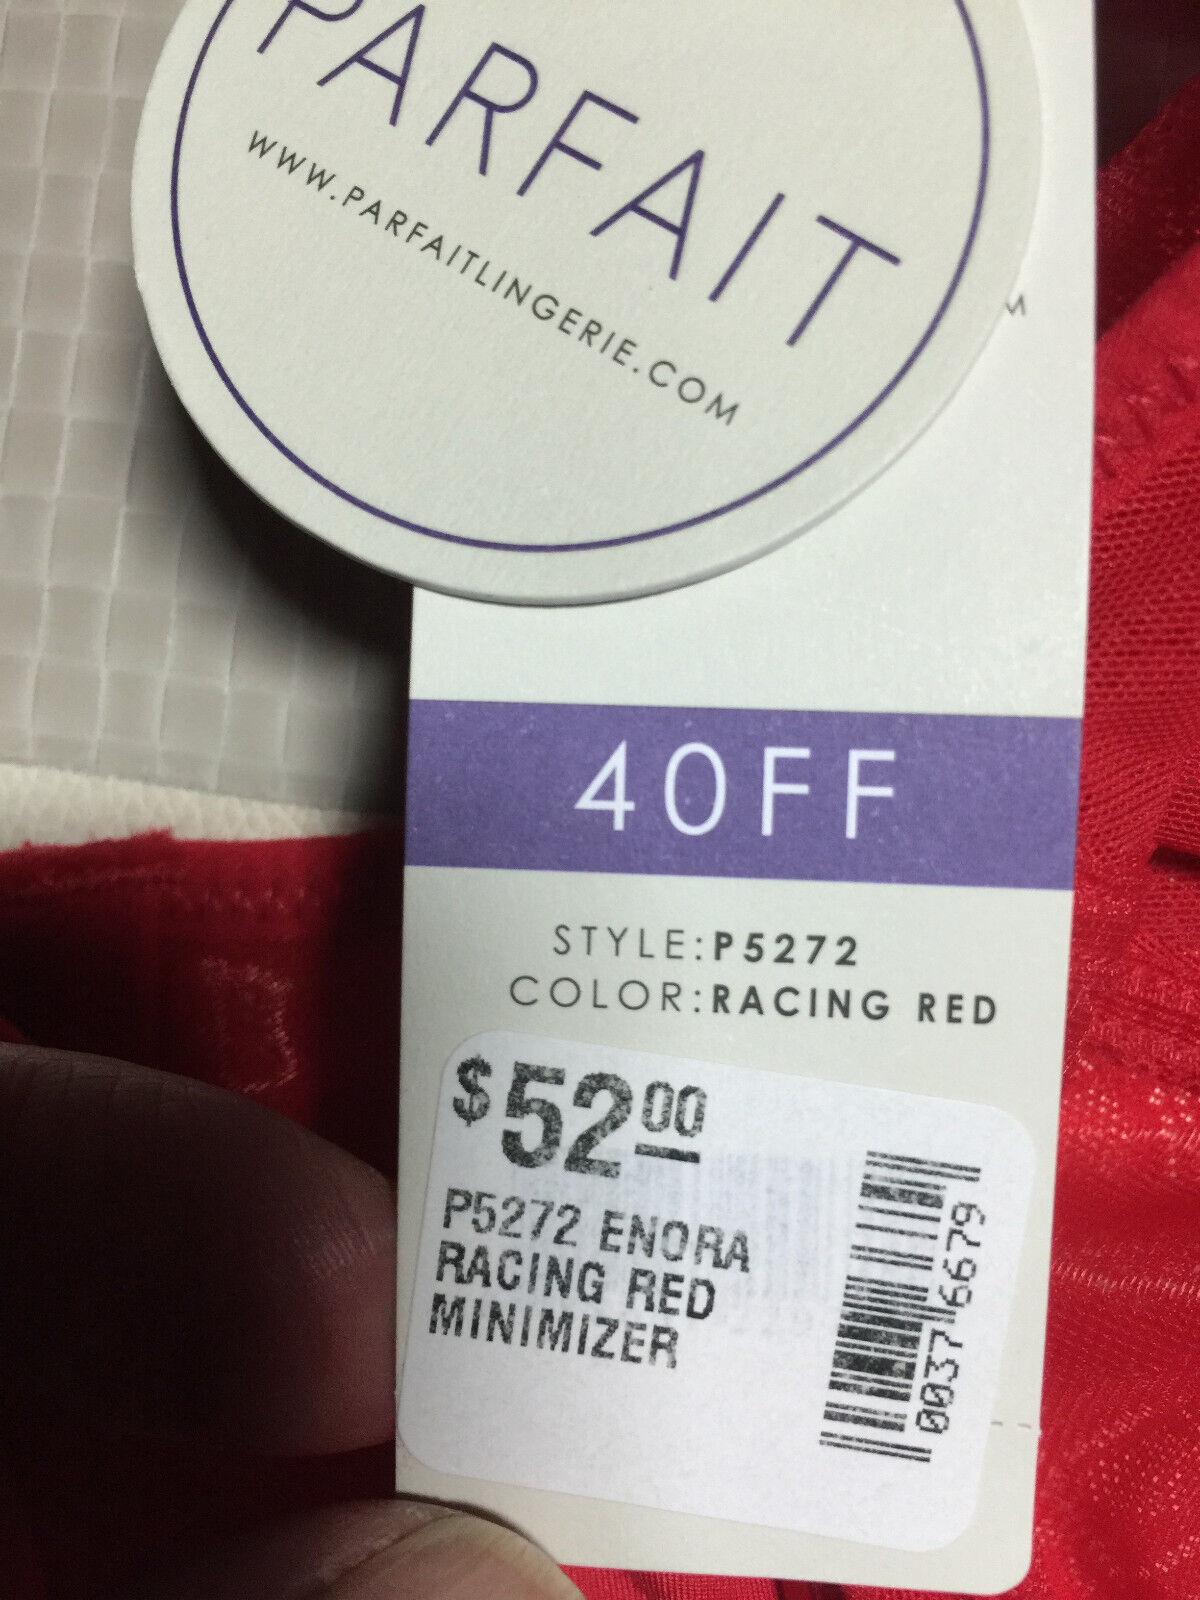 PARFAIT
WWW.PARFAITLINGERIE.COM
M
40FF
STYLE:P5272
COLOR:RACING RED
$52.00
P5272 ENORA
RACING RED
MINIMIZER
0037 6679